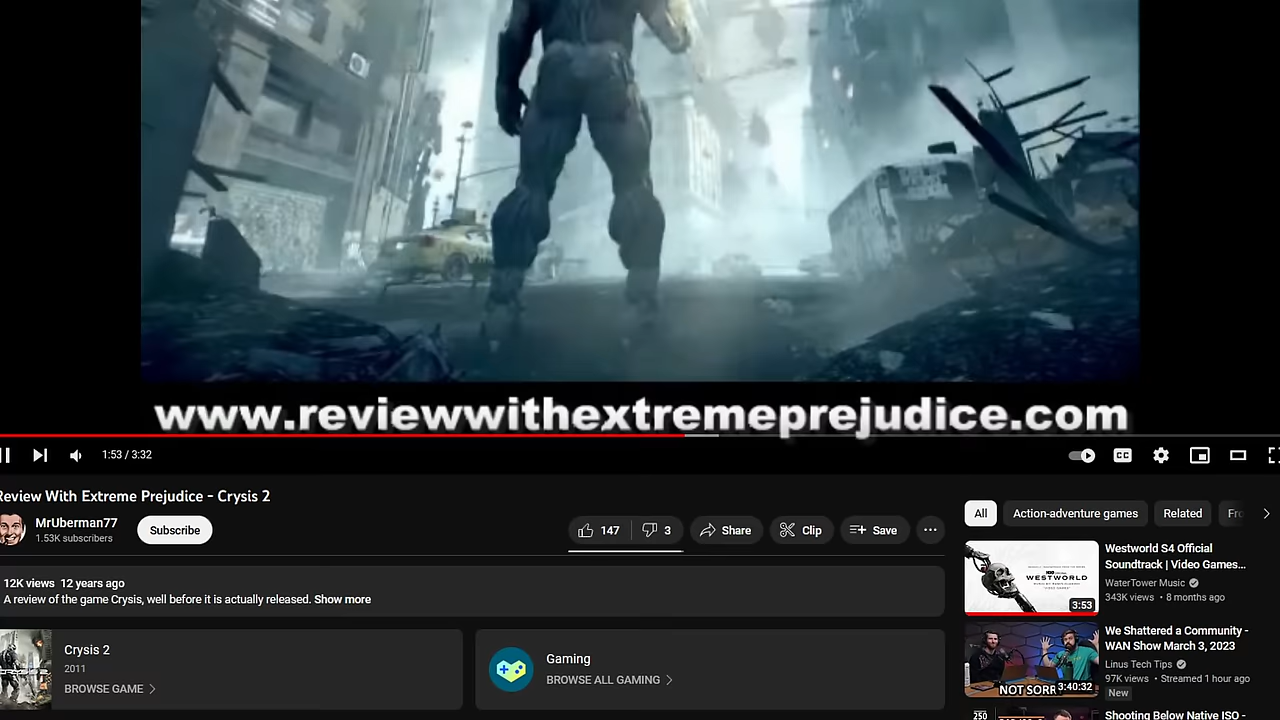 www.reviewwithextremeprejudice.com
1:53 / 3:32
CC
Review With Extreme Prejudice - Crysis 2
MrUberman77
1.53K subscribers
Subscribe
147
3
Share
Clip
Save
12K views 12 years ago
A review of the game Crysis, well before it is actually released. Show more
Crysis 2
2011
BROWSE GAME
Gaming
BROWSE ALL GAMING
All
Action-adventure games
Related
Fro
WESTWORLD
3:53
Westworld S4 Official
Soundtrack | Video Games...
WaterTower Music
343K views • 8 months ago
NOT SORR
3:40:32
We Shattered a Community -
WAN Show March 3, 2023
Linus Tech Tips
97K views • Streamed 1 hour ago
New
250
Shooting Below Native ISO -